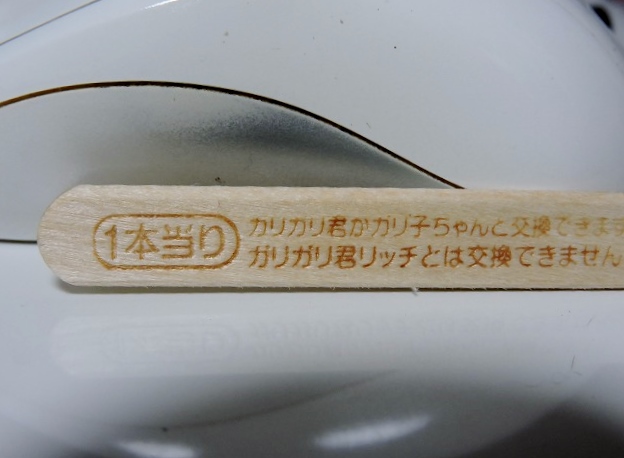 1本当り
ガリガリ君かガリ子ちゃんと交換できます
ガリガリ君リッチとは交換できません